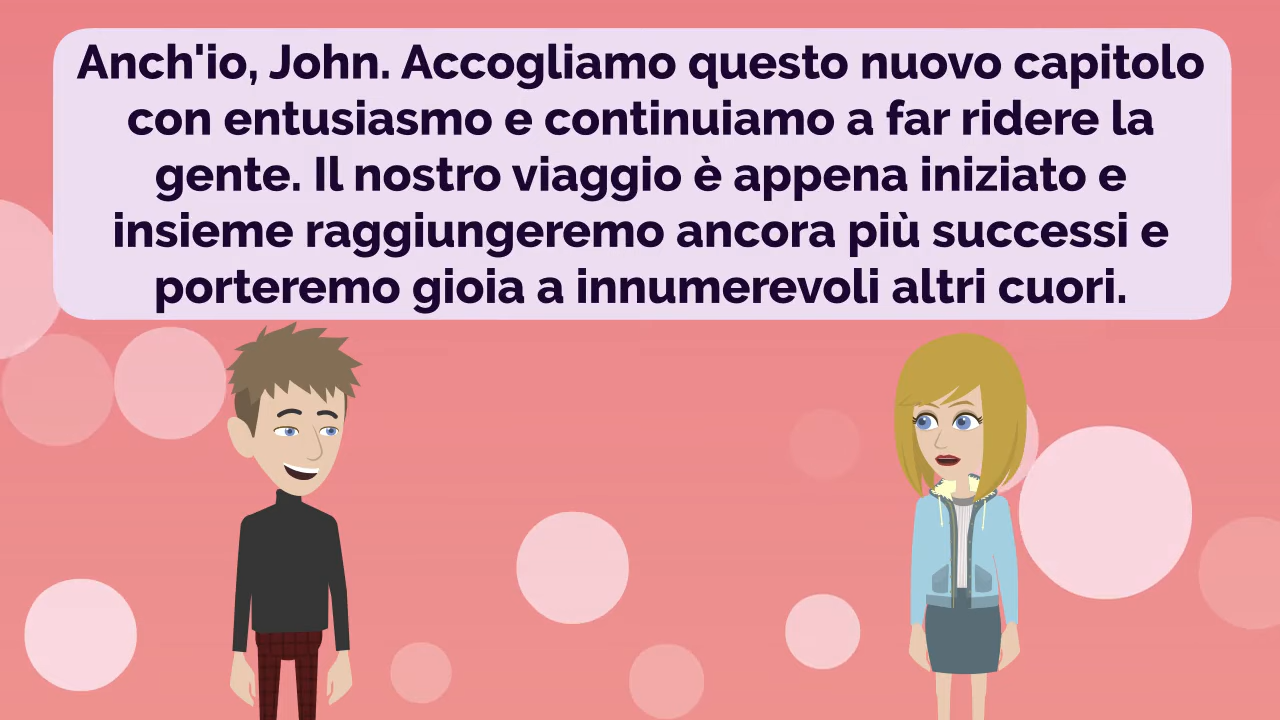 Anch'io, John. Accogliamo questo nuovo capitolo
con entusiasmo e continuiamo a far ridere la
gente. Il nostro viaggio è appena iniziato e
insieme raggiungeremo ancora più successi e
porteremo gioia a innumerevoli altri cuori.